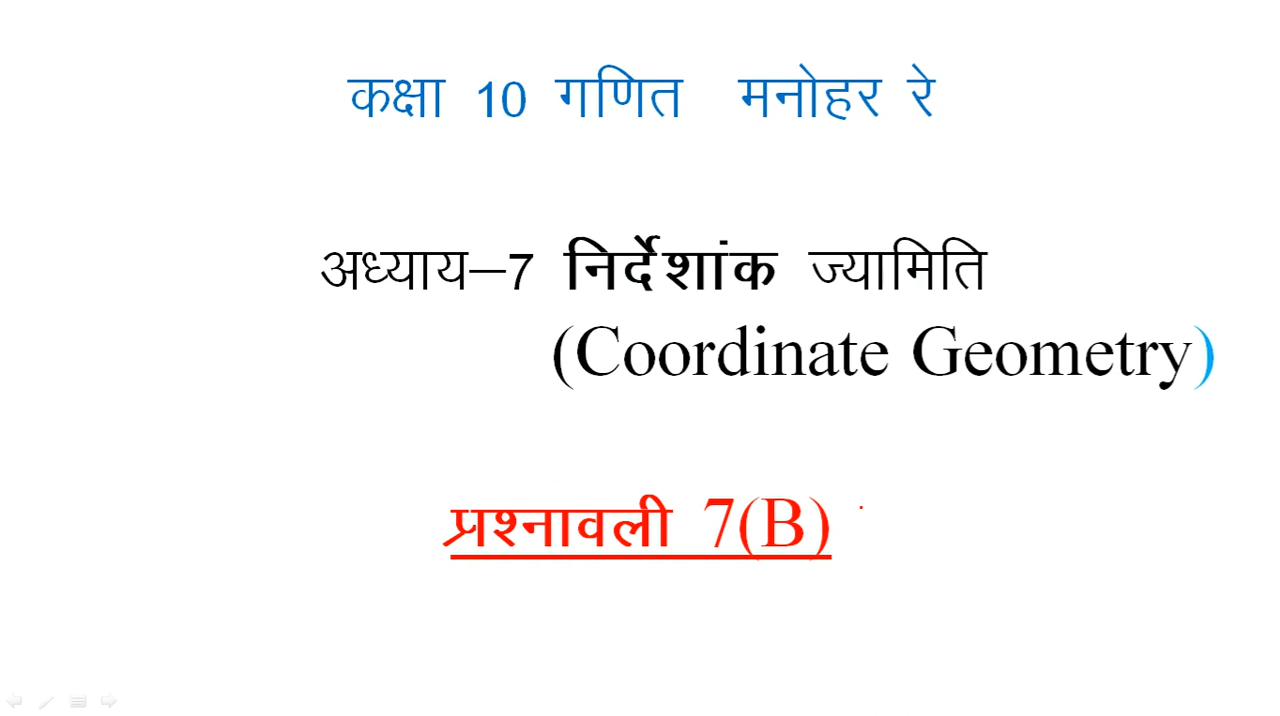 कक्षा 10 गणित मनोहर रे
अध्याय–7 निर्देशांक ज्यामिति
(Coordinate Geometry)
प्रश्नावली 7(B)